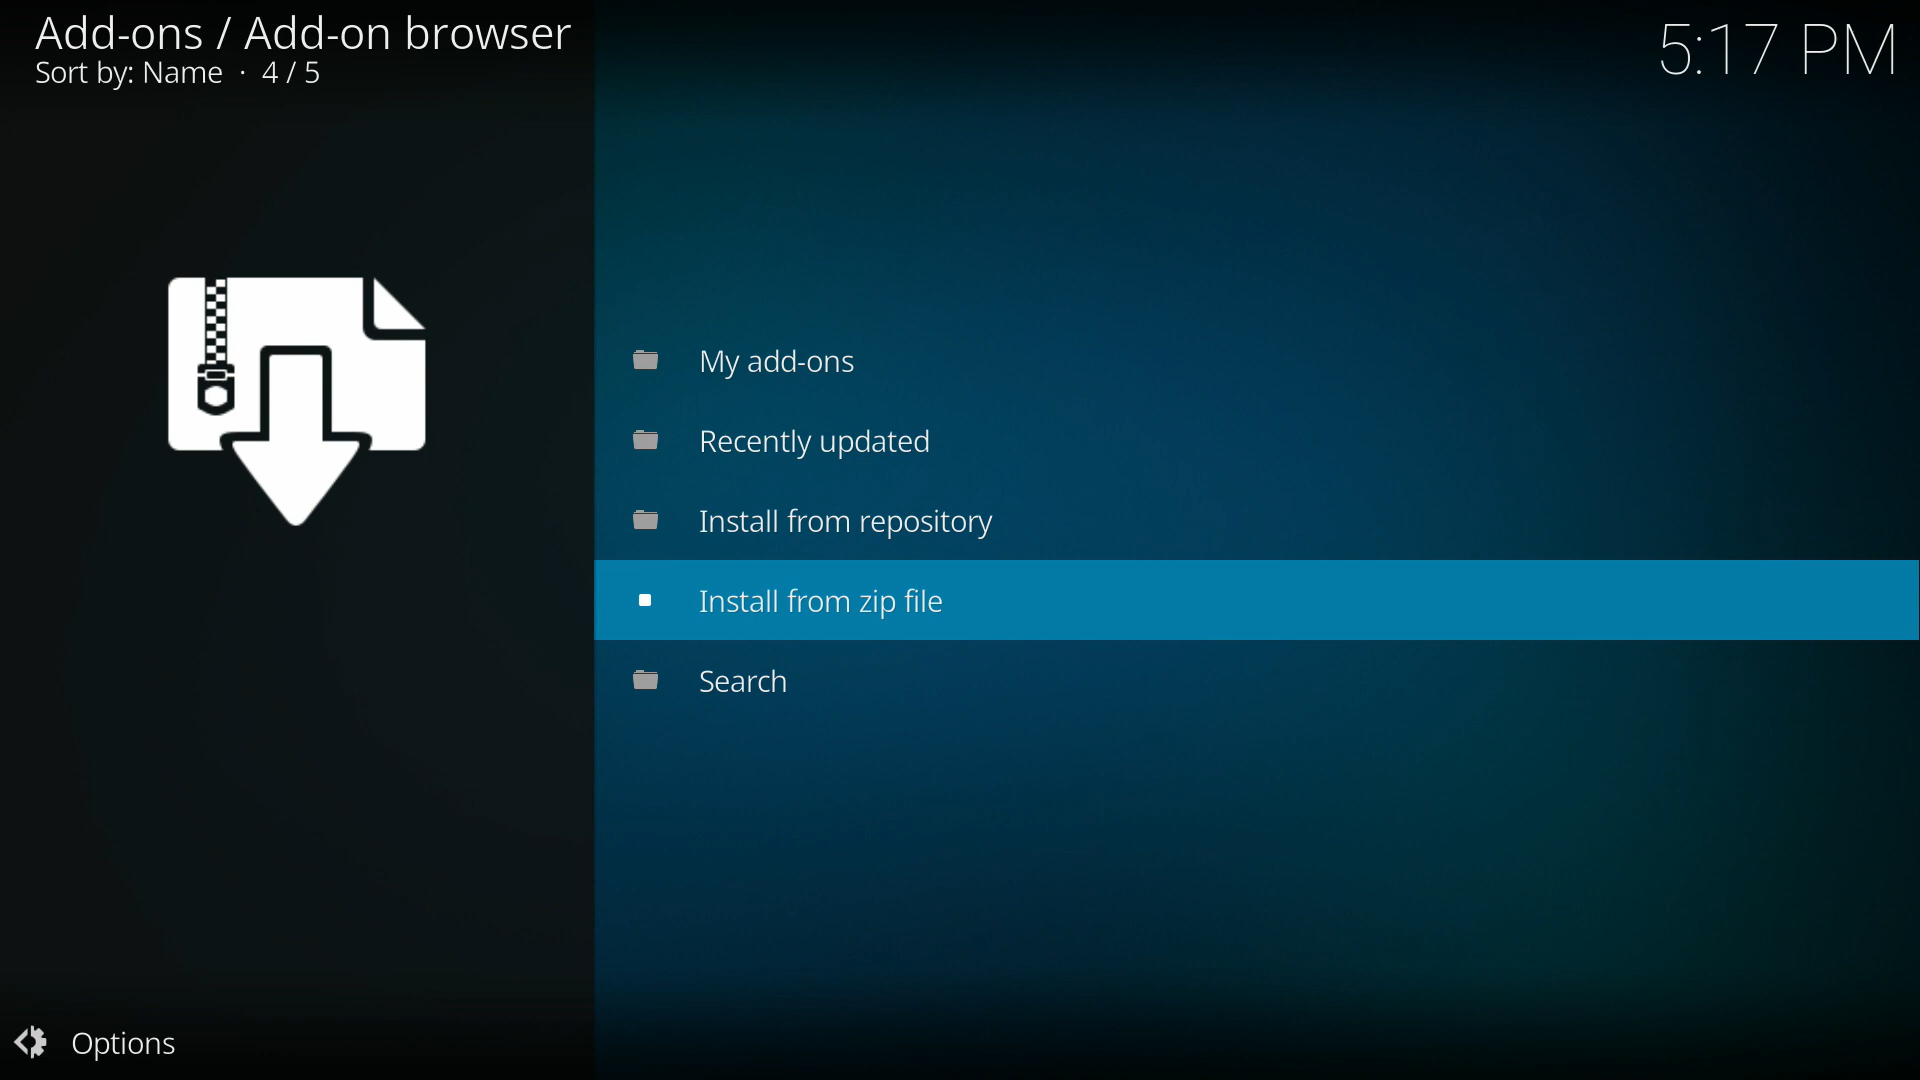 Add-ons / Add-on browser
Sort by: Name · 4 / 5
5:17 PM
My add-ons
Recently updated
Install from repository
Install from zip file
Search
Options